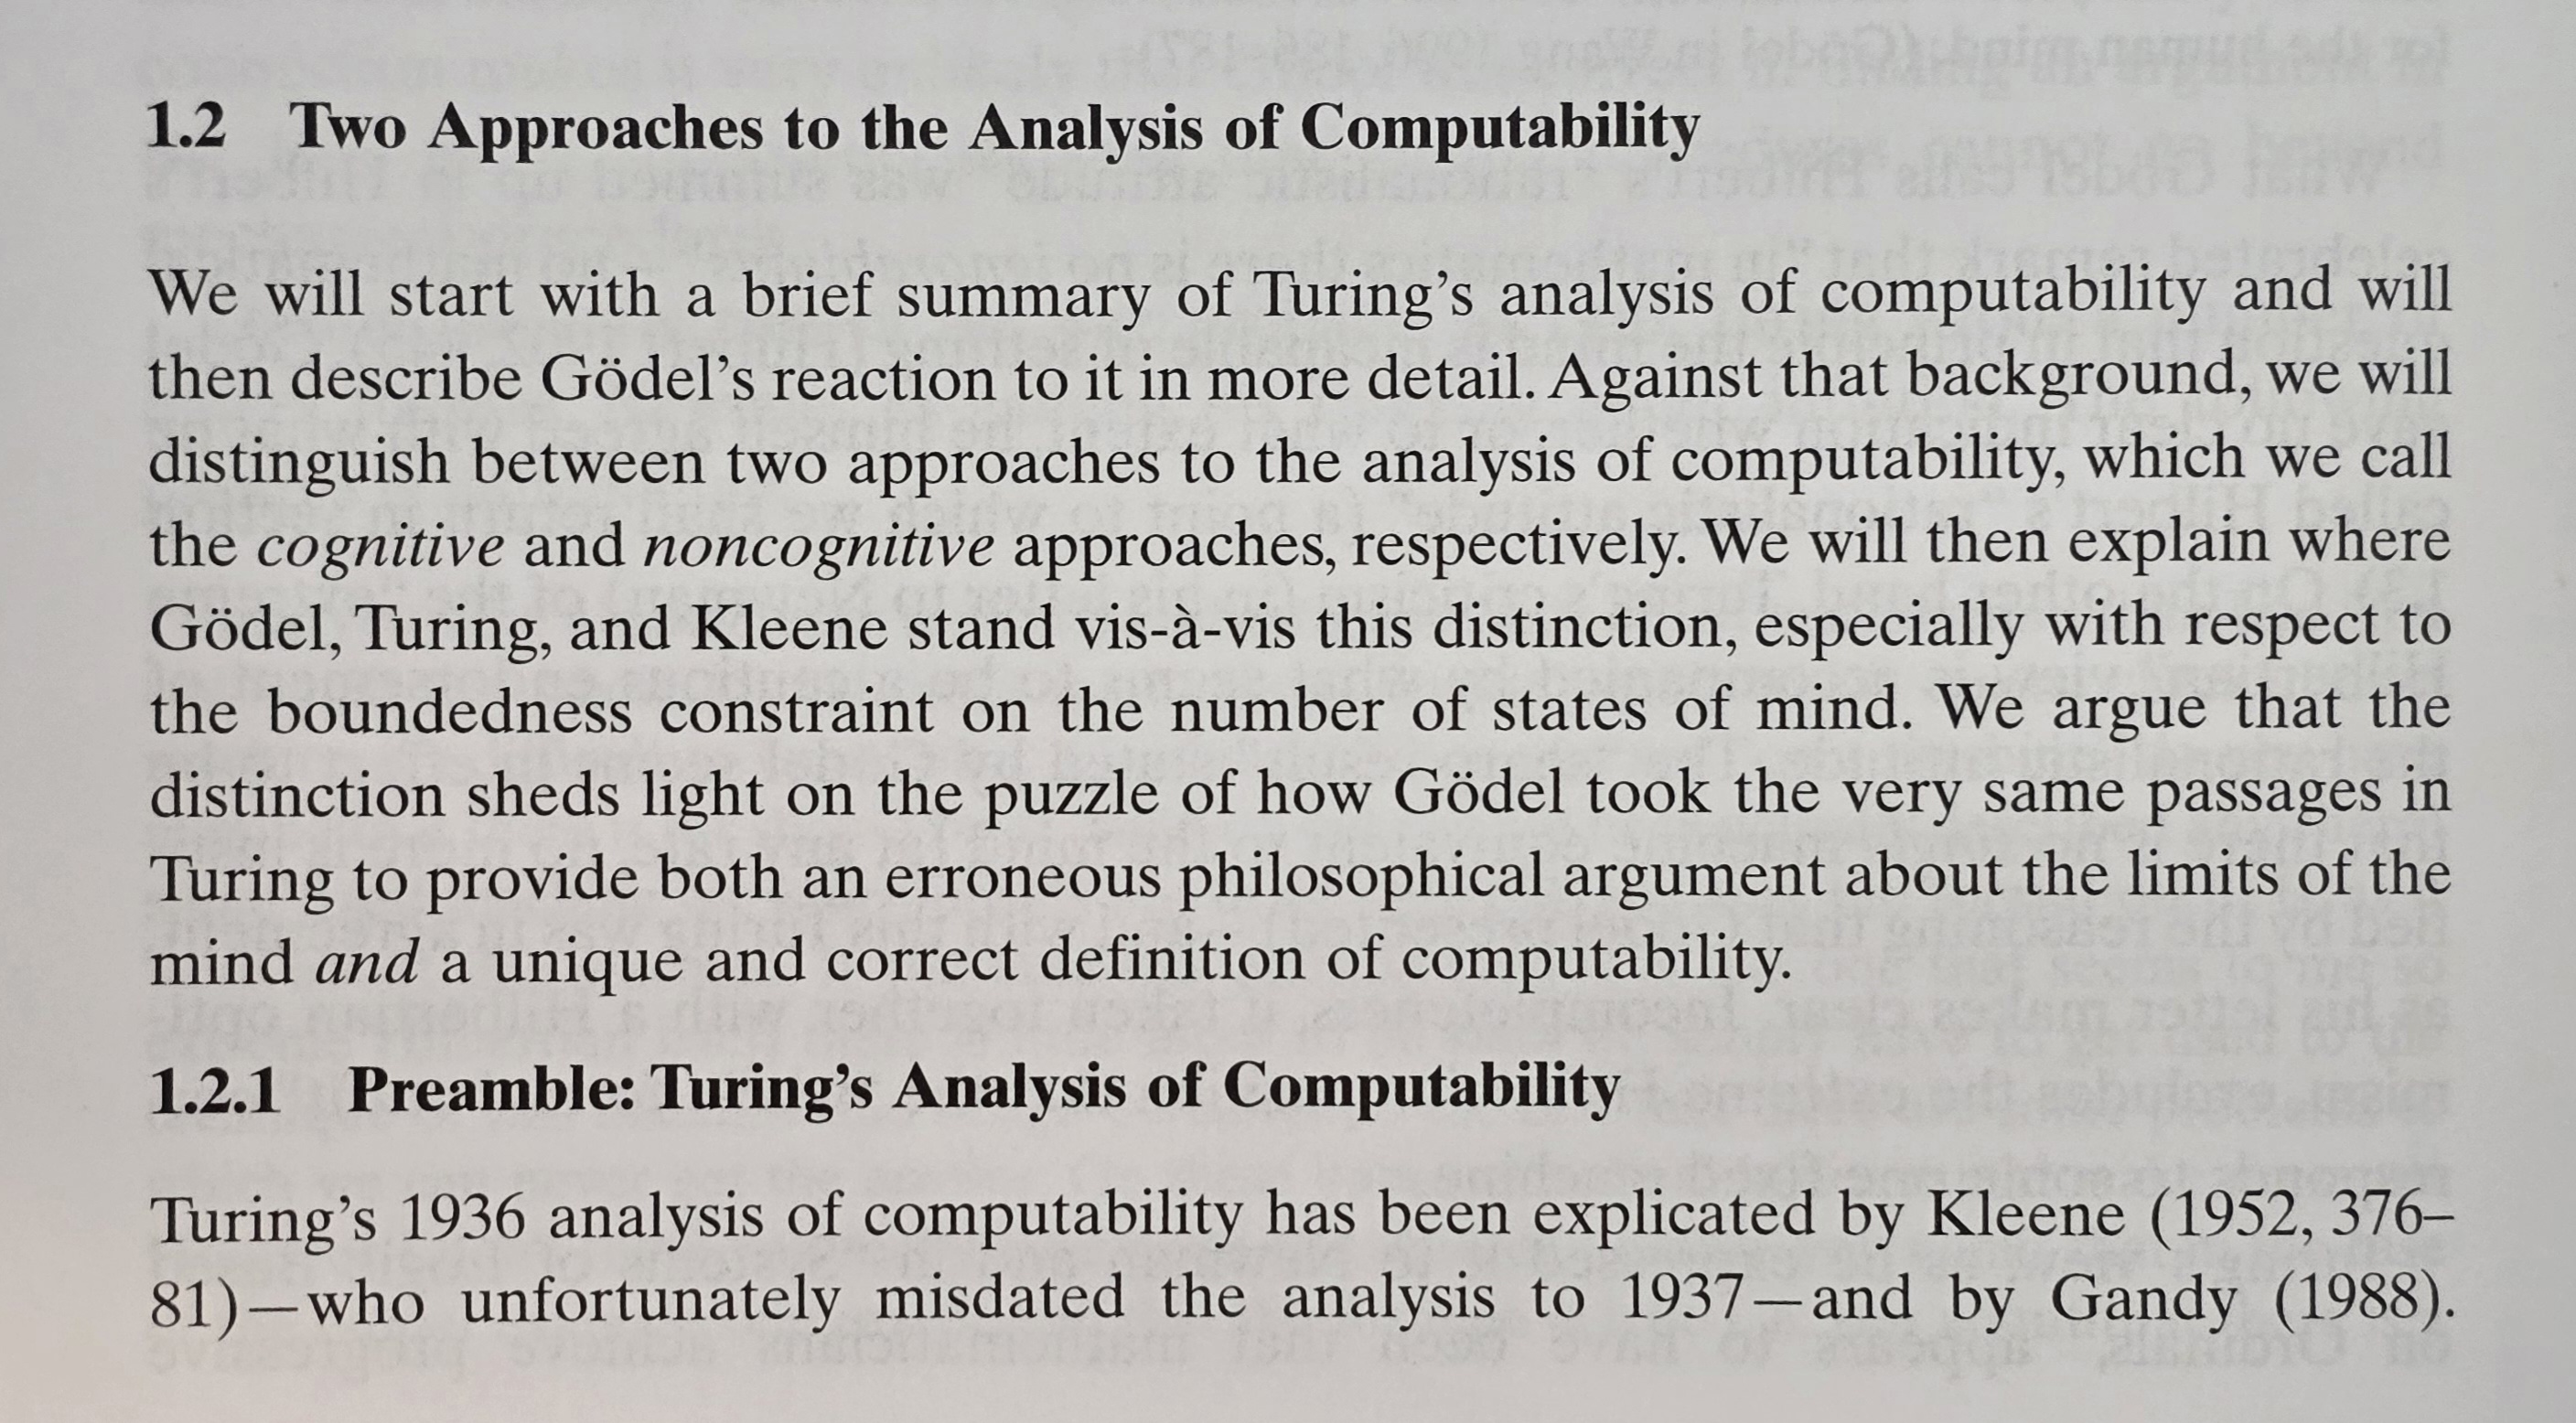 1.2 Two Approaches to the Analysis of Computability
We will start with a brief summary of Turing’s analysis of computability and will
then describe Gödel’s reaction to it in more detail. Against that background, we will
distinguish between two approaches to the analysis of computability, which we call
the cognitive and noncognitive approaches, respectively. We will then explain where
Gödel, Turing, and Kleene stand vis-à-vis this distinction, especially with respect to
the boundedness constraint on the number of states of mind. We argue that the
distinction sheds light on the puzzle of how Gödel took the very same passages in
Turing to provide both an erroneous philosophical argument about the limits of the
mind and a unique and correct definition of computability.
1.2.1 Preamble: Turing’s Analysis of Computability
Turing’s 1936 analysis of computability has been explicated by Kleene (1952, 376–
81)—who unfortunately misdated the analysis to 1937—and by Gandy (1988).